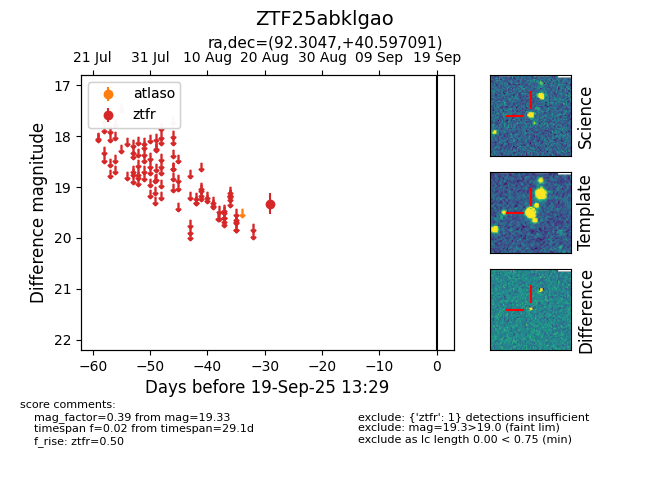 ZTF25abklgao
ra,dec=(92.3047,+40.597091)
21 Jul 31 Jul 10 Aug 20 Aug 30 Aug 09 Sep 19 Sep
17
18
19
20
21
22
Difference magnitude
atlaso
ztfr
−60 −50 −40 −30 −20 −10 0
Days before 19-Sep-25 13:29
Science
Template
Difference
score comments:
mag_factor=0.39 from mag=19.33
timespan f=0.02 from timespan=29.1d
f_rise: ztfr=0.50
exclude: {'ztfr': 1} detections insufficient
exclude: mag=19.3>19.0 (faint lim)
exclude as lc length 0.00 < 0.75 (min)